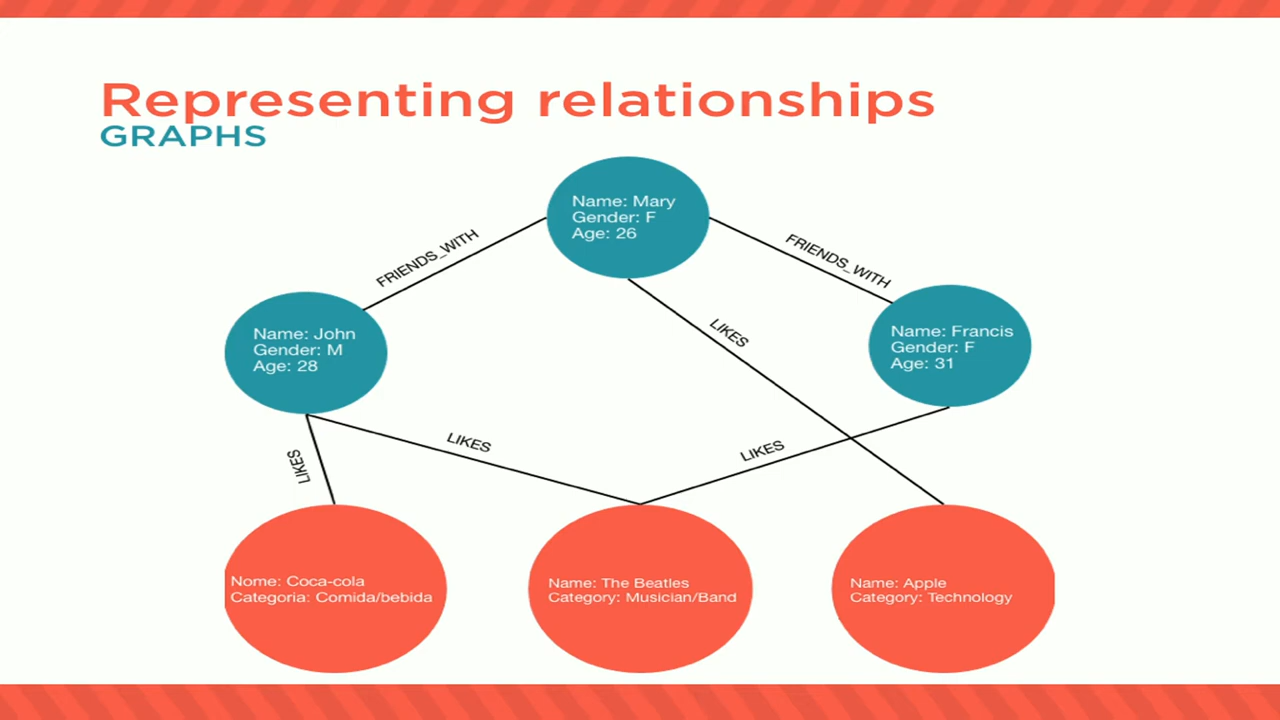 Representing relationships
GRAPHS
Name: Mary
Gender: F
Age: 26
FRIENDS_WITH
FRIENDS_WITH
Name: John
Gender: M
Age: 28
LIKES
Name: Francis
Gender: F
Age: 31
LIKES
LIKES
LIKES
Nome: Coca-cola
Categoria: Comida/bebida
Name: The Beatles
Category: Musician/Band
Name: Apple
Category: Technology